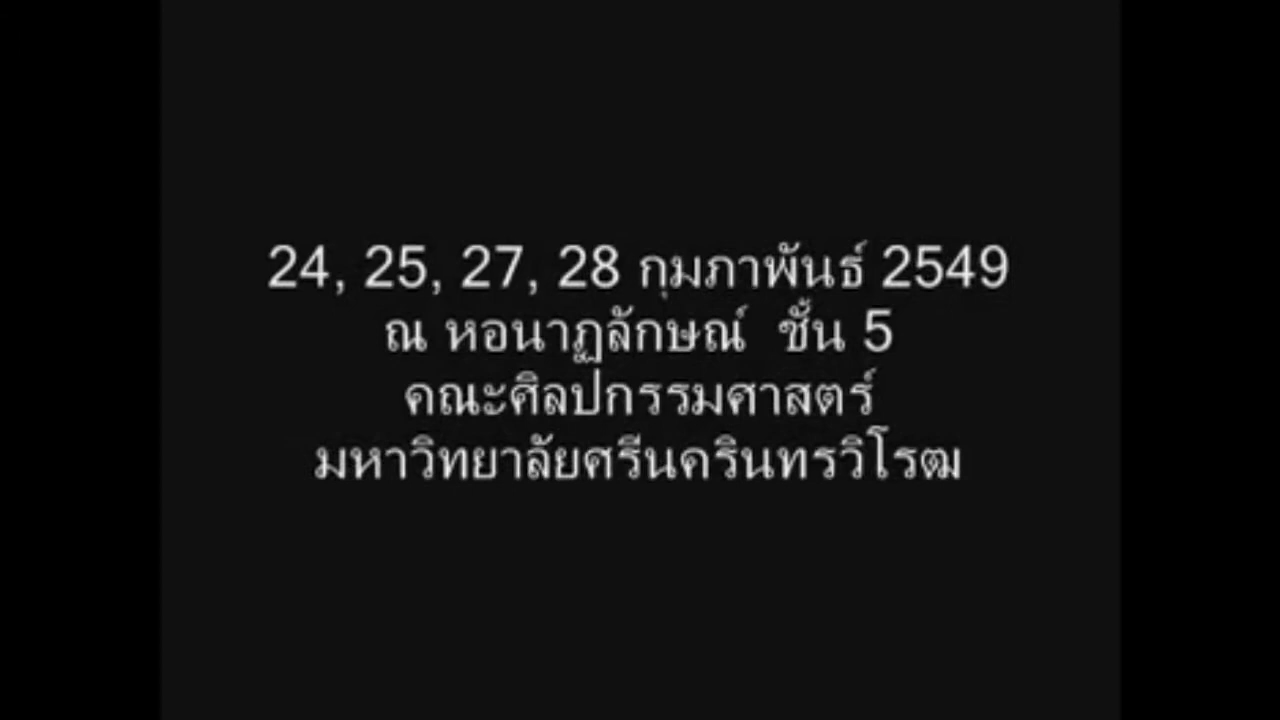 24, 25, 27, 28 กุมภาพันธ์ 2549
ณ หอนาฏลักษณ์ ชั้น 5
คณะศิลปกรรมศาสตร์
มหาวิทยาลัยศรีนครินทรวิโรฒ